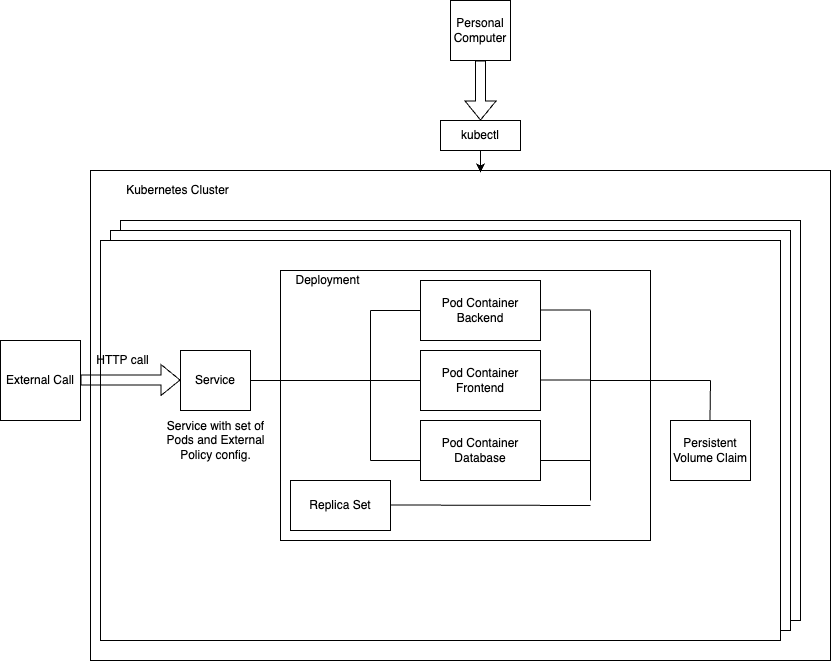 Personal
Computer
kubectl
Kubernetes Cluster
Deployment
Pod Container
Backend
HTTP call
External Call
Service
Pod Container
Frontend
Service with set of
Pods and External
Policy config.
Pod Container
Database
Persistent
Volume Claim
Replica Set